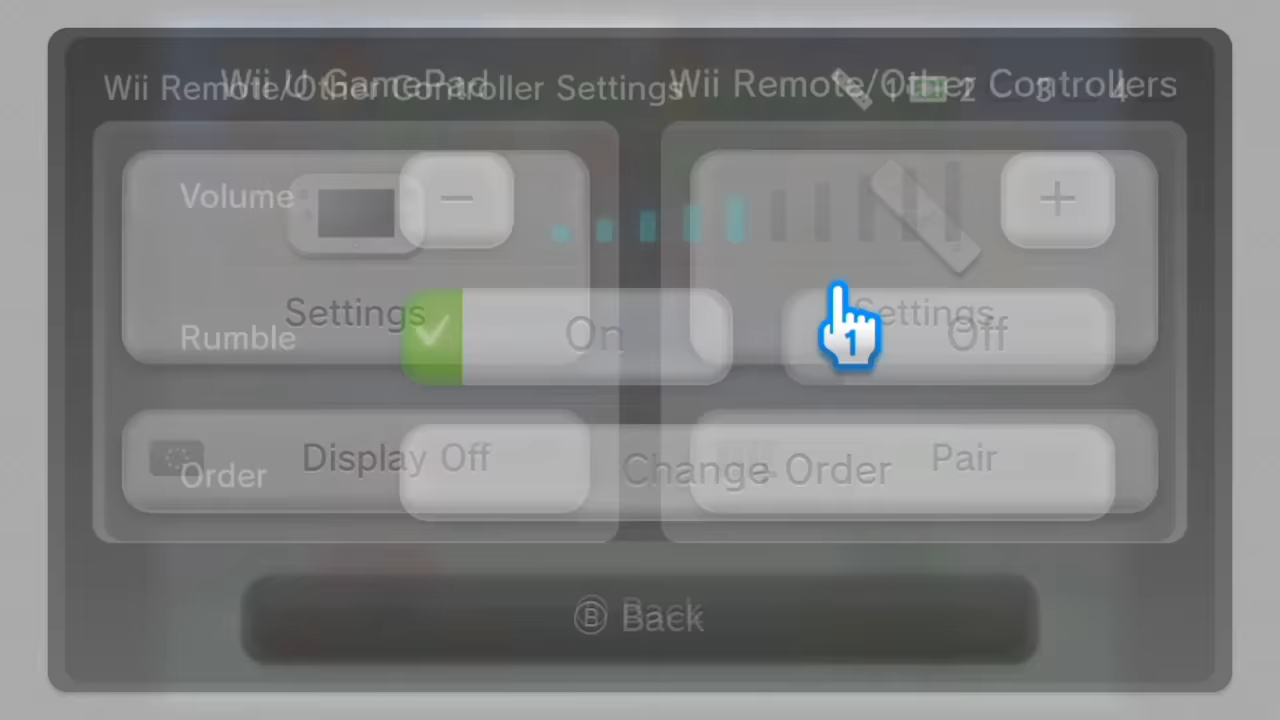 Wii U GamePad
Wii Remote/Other Controllers
Wii Remote/Other Controller Settings
1 2 3 4
Volume
−
+
Settings
Settings
Rumble
On
Off
1
Display Off
Pair
Order
Change Order
B Back
Back